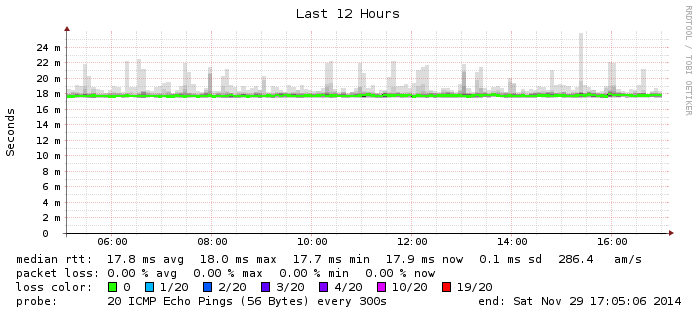 Last 12 Hours
RRDTOOL / TOBI OETIKER
Seconds
24 m
22 m
20 m
18 m
16 m
14 m
12 m
10 m
8 m
6 m
4 m
2 m
0
06:00 08:00 10:00 12:00 14:00 16:00
median rtt: 17.8 ms avg 18.0 ms max 17.7 ms min 17.9 ms now 0.1 ms sd 286.4 am/s
packet loss: 0.00 % avg 0.00 % max 0.00 % min 0.00 % now
loss color: 0 1/20 2/20 3/20 4/20 10/20 19/20
probe: 20 ICMP Echo Pings (56 Bytes) every 300s end: Sat Nov 29 17:05:06 2014